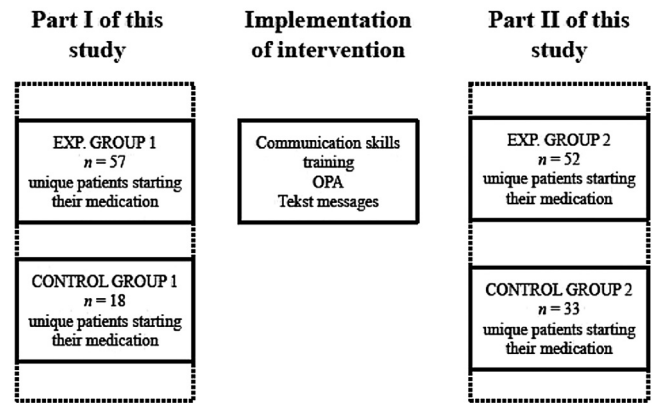 Part I of this
study
EXP. GROUP 1
n = 57
unique patients starting
their medication
CONTROL GROUP 1
n = 18
unique patients starting
their medication
Implementation
of intervention
Communication skills
training
OPA
Tekst messages
Part II of this
study
EXP. GROUP 2
n = 52
unique patients starting
their medication
CONTROL GROUP 2
n = 33
unique patients starting
their medication